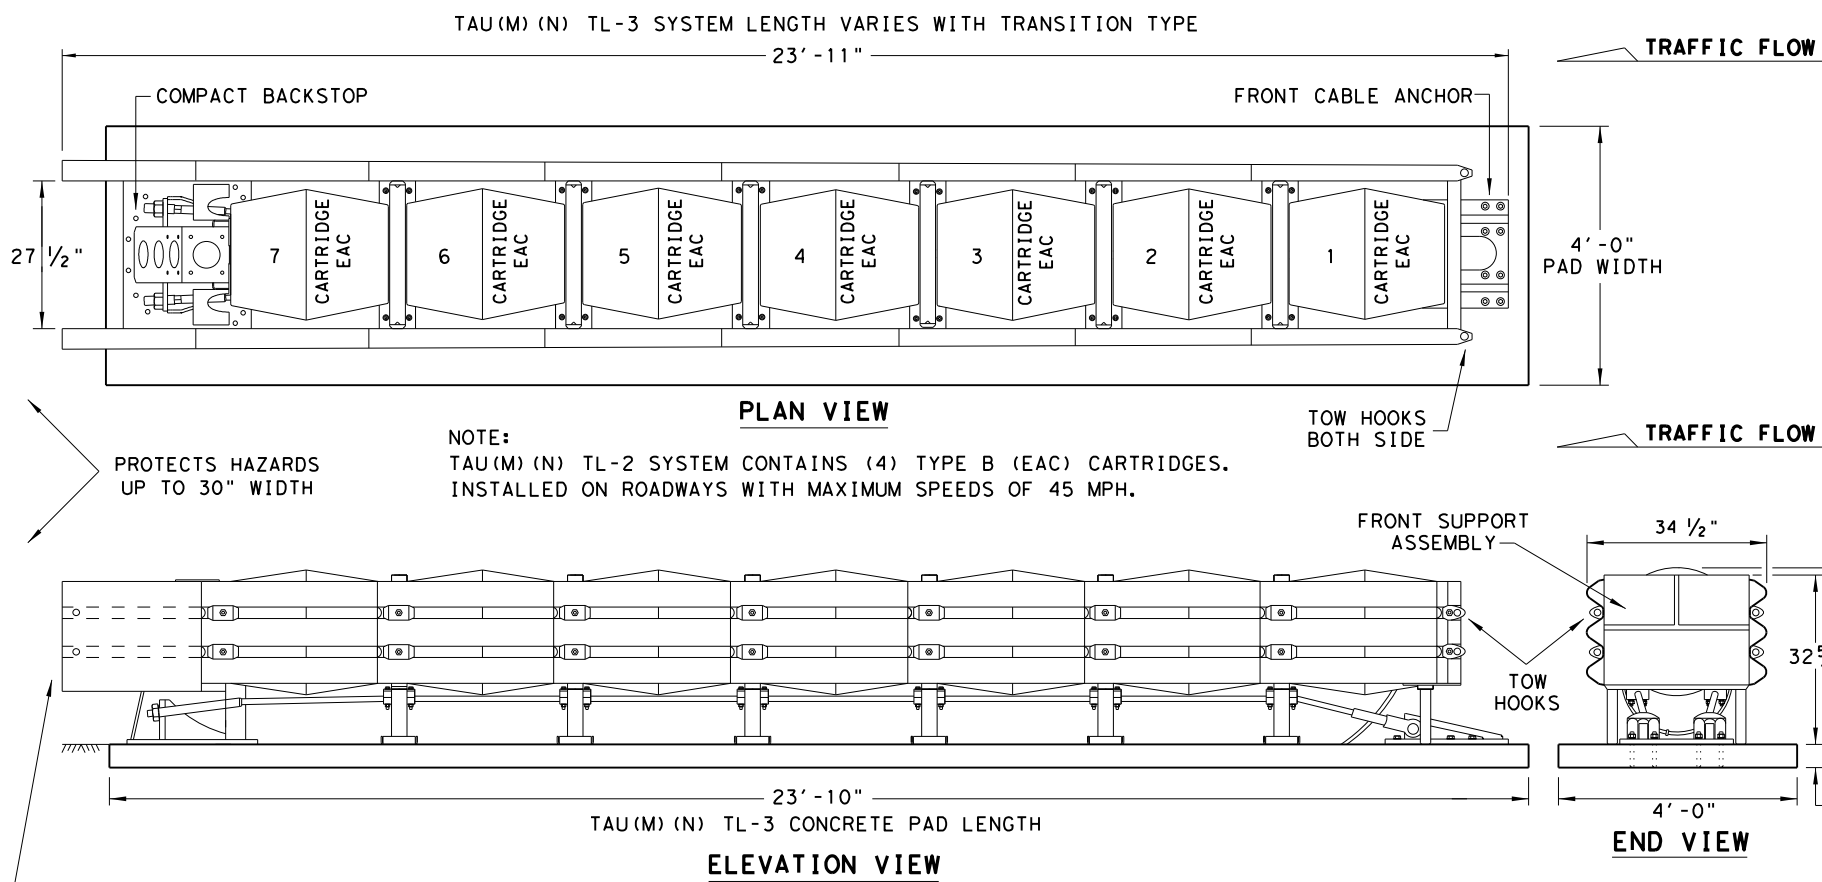 TAU(M)(N) TL-3 SYSTEM LENGTH VARIES WITH TRANSITION TYPE
23'-11"
TRAFFIC FLOW
COMPACT BACKSTOP
FRONT CABLE ANCHOR
27 ½"
7
CARTRIDGE
EAC
6
CARTRIDGE
EAC
5
CARTRIDGE
EAC
4
CARTRIDGE
EAC
3
CARTRIDGE
EAC
2
CARTRIDGE
EAC
1
CARTRIDGE
EAC
4'-0"
PAD WIDTH
PLAN VIEW
TOW HOOKS
BOTH SIDE
TRAFFIC FLOW
PROTECTS HAZARDS
UP TO 30" WIDTH
NOTE:
TAU(M)(N) TL-2 SYSTEM CONTAINS (4) TYPE B (EAC) CARTRIDGES.
INSTALLED ON ROADWAYS WITH MAXIMUM SPEEDS OF 45 MPH.
FRONT SUPPORT
ASSEMBLY
34 ½"
32
TOW
HOOKS
23'-10"
TAU(M)(N) TL-3 CONCRETE PAD LENGTH
ELEVATION VIEW
4'-0"
END VIEW